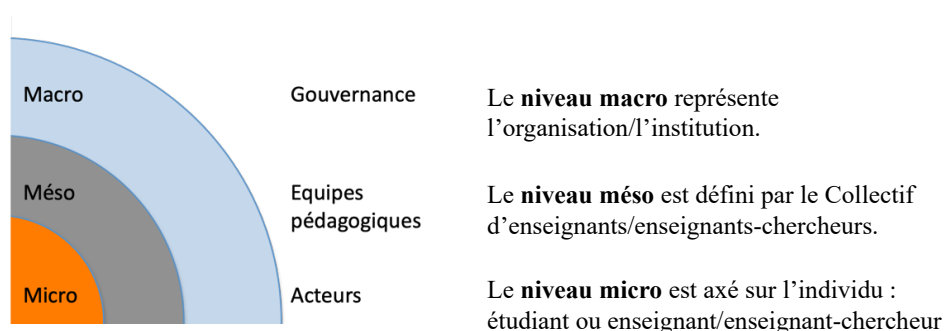 Macro
Gouvernance
Le niveau macro représente
l’organisation/l’institution.
Méso
Equipes
pédagogiques
Le niveau méso est défini par le Collectif
d’enseignants/enseignants-chercheurs.
Micro
Acteurs
Le niveau micro est axé sur l’individu :
étudiant ou enseignant/enseignant-chercheur